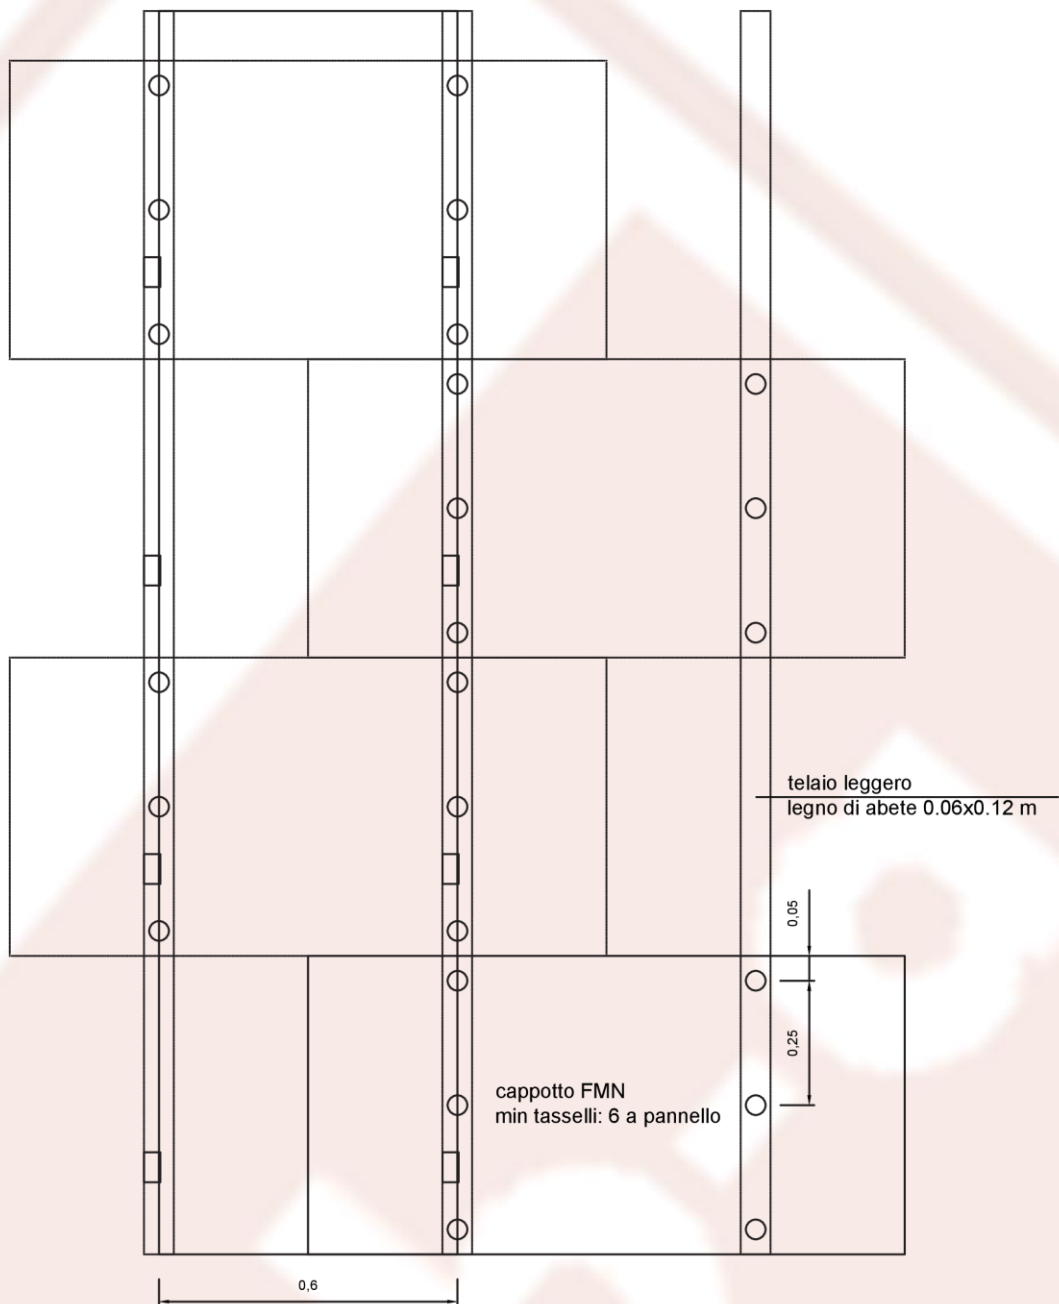 telaio leggero
legno di abete 0.06x0.12 m
0,05
0,25
cappotto FMN
min tasselli: 6 a pannello
0,6